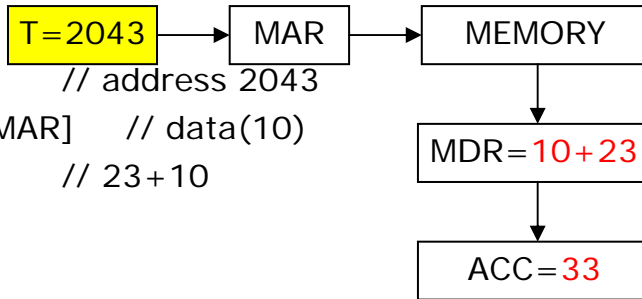 T=2043 MAR MEMORY
// address 2043
MAR] // data(10)
MDR=10+23
// 23+10
ACC=33